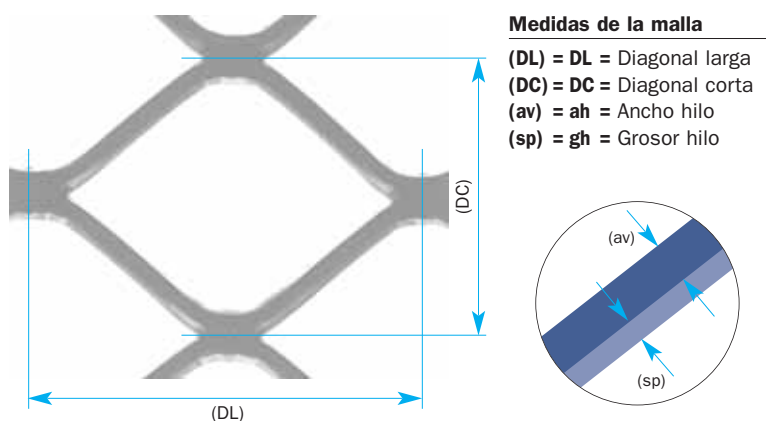 Medidas de la malla
(DL) = DL = Diagonal larga
(DC) = DC = Diagonal corta
(av) = ah = Ancho hilo
(sp) = gh = Grosor hilo
(DC)
(av)
(sp)
(DL)